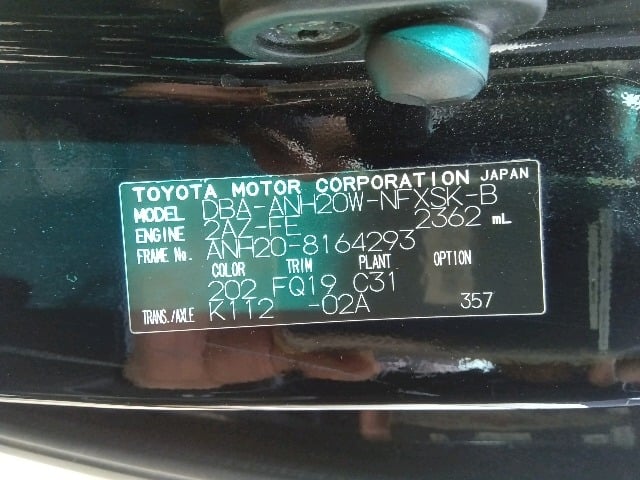 TOYOTA MOTOR CORPORATION JAPAN
MODEL DBA-ANH20W-NFXSK-B
ENGINE 2AZ-FE 2362 mL
FRAME No. ANH20-8164293
COLOR TRIM PLANT OPTION
202 FQ19 C31
TRANS./AXLE K112 -02A 357